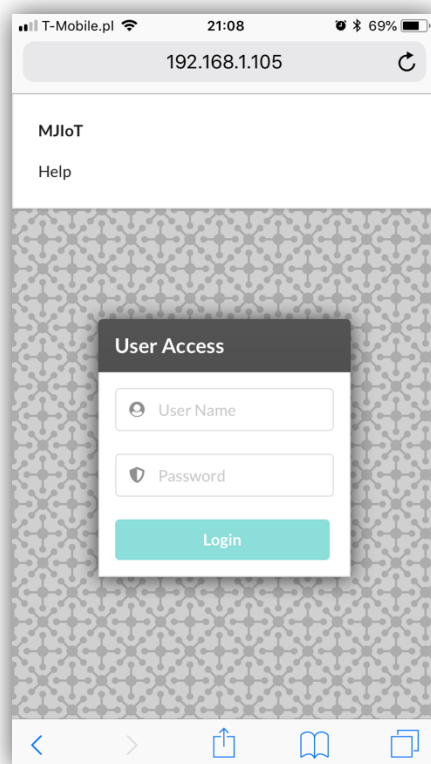 T-Mobile.pl 21:08 69%
192.168.1.105
MJIoT
Help
User Access
User Name
Password
Login